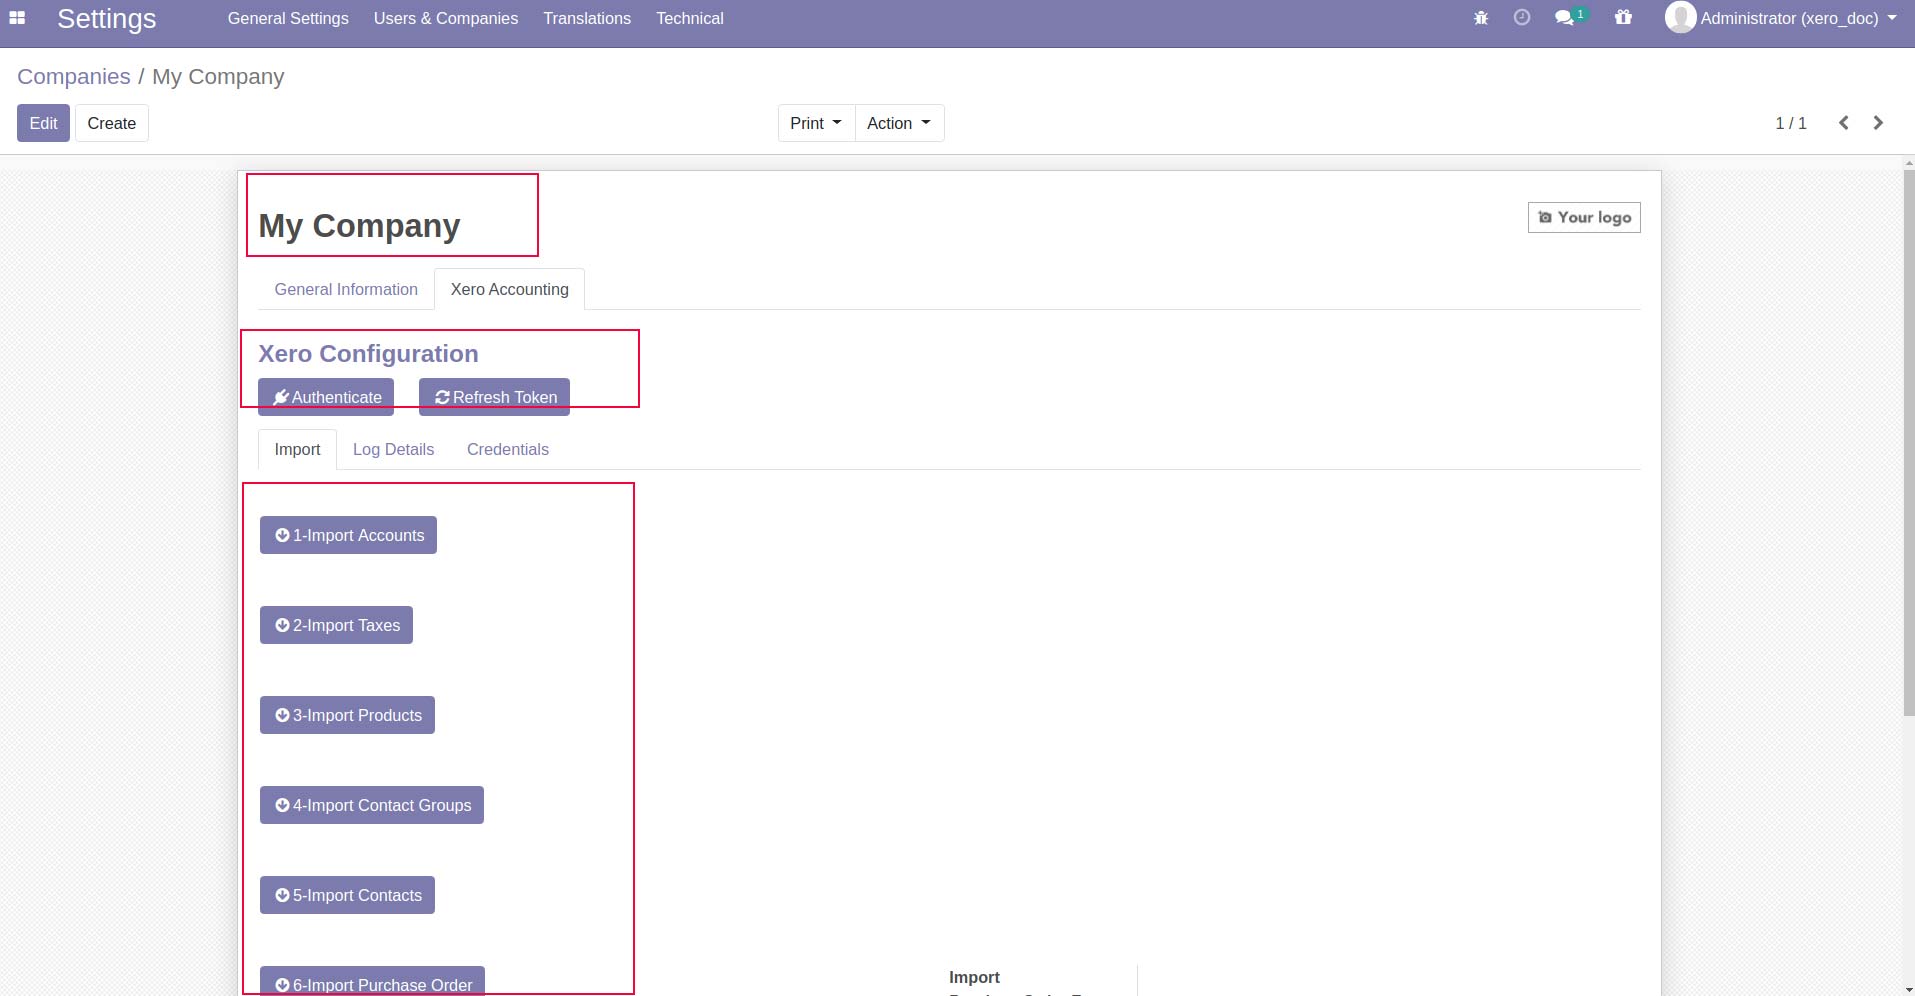 Settings General Settings Users & Companies Translations Technical 1 Administrator (xero_doc)
Companies / My Company
Edit Create Print Action 1 / 1
My Company
Your logo
General Information Xero Accounting
Xero Configuration
Authenticate Refresh Token
Import Log Details Credentials
1-Import Accounts
2-Import Taxes
3-Import Products
4-Import Contact Groups
5-Import Contacts
6-Import Purchase Order
Import